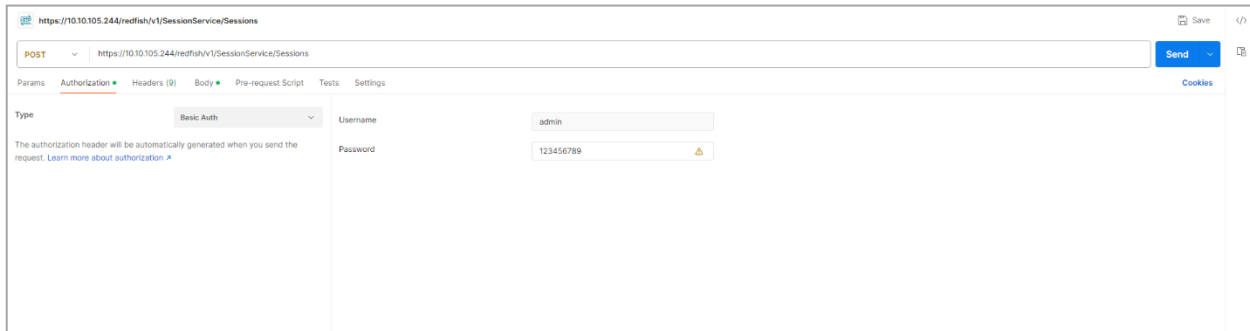 https://10.10.105.244/redfish/v1/SessionService/Sessions
Save
POST
https://10.10.105.244/redfish/v1/SessionService/Sessions
Send
Params Authorization Headers (9) Body Pre-request Script Tests Settings
Cookies
Type
Basic Auth
The authorization header will be automatically generated when you send the
request. Learn more about authorization ↗
Username
admin
Password
123456789